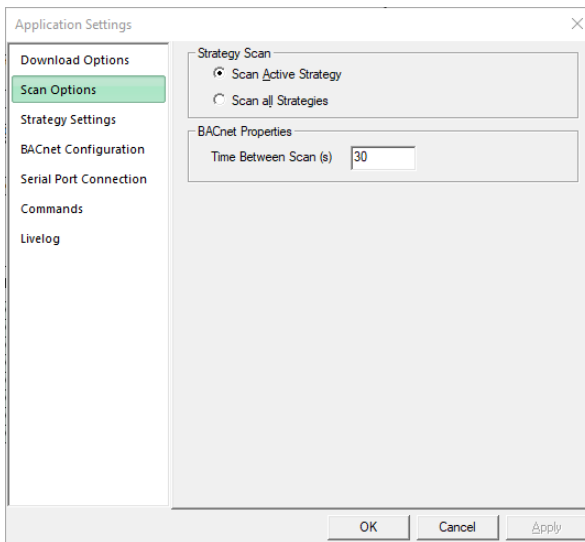 Application Settings
Download Options
Scan Options
Strategy Settings
BACnet Configuration
Serial Port Connection
Commands
Livelog
Strategy Scan
Scan Active Strategy
Scan all Strategies
BACnet Properties
Time Between Scan (s) 30
OK Cancel Apply